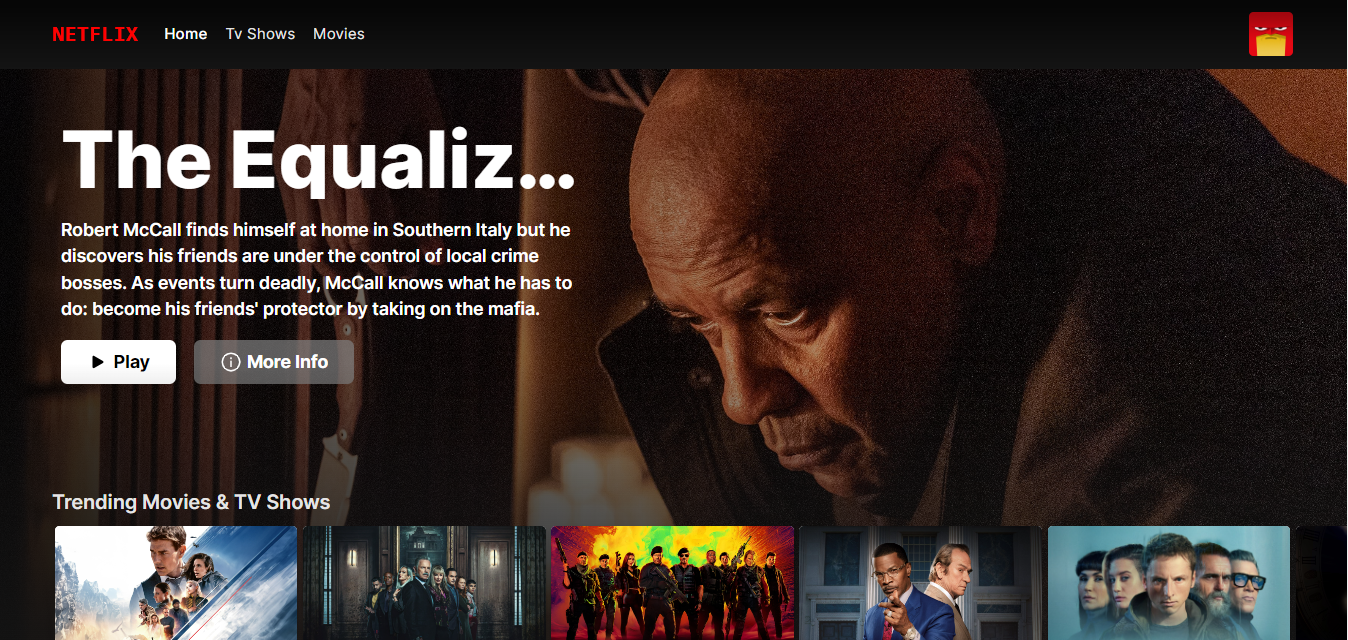 NETFLIX Home Tv Shows Movies
The Equaliz...
Robert McCall finds himself at home in Southern Italy but he
discovers his friends are under the control of local crime
bosses. As events turn deadly, McCall knows what he has to
do: become his friends' protector by taking on the mafia.
Play More Info
Trending Movies & TV Shows